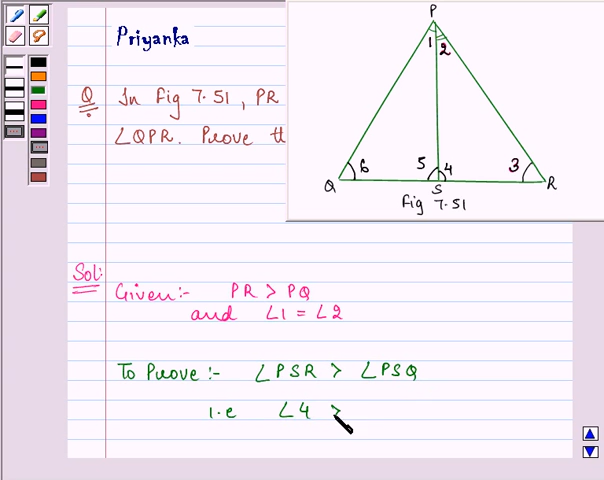 Priyanka
Q In Fig 7.51, PR
∠QPR. Prove th
P
1 2
6 5 4 3
Q S R
Fig 7.51
Sol:
Given:- PR > PQ
and ∠1 = ∠2
To Prove:- ∠PSR > ∠PSQ
i.e ∠4 >